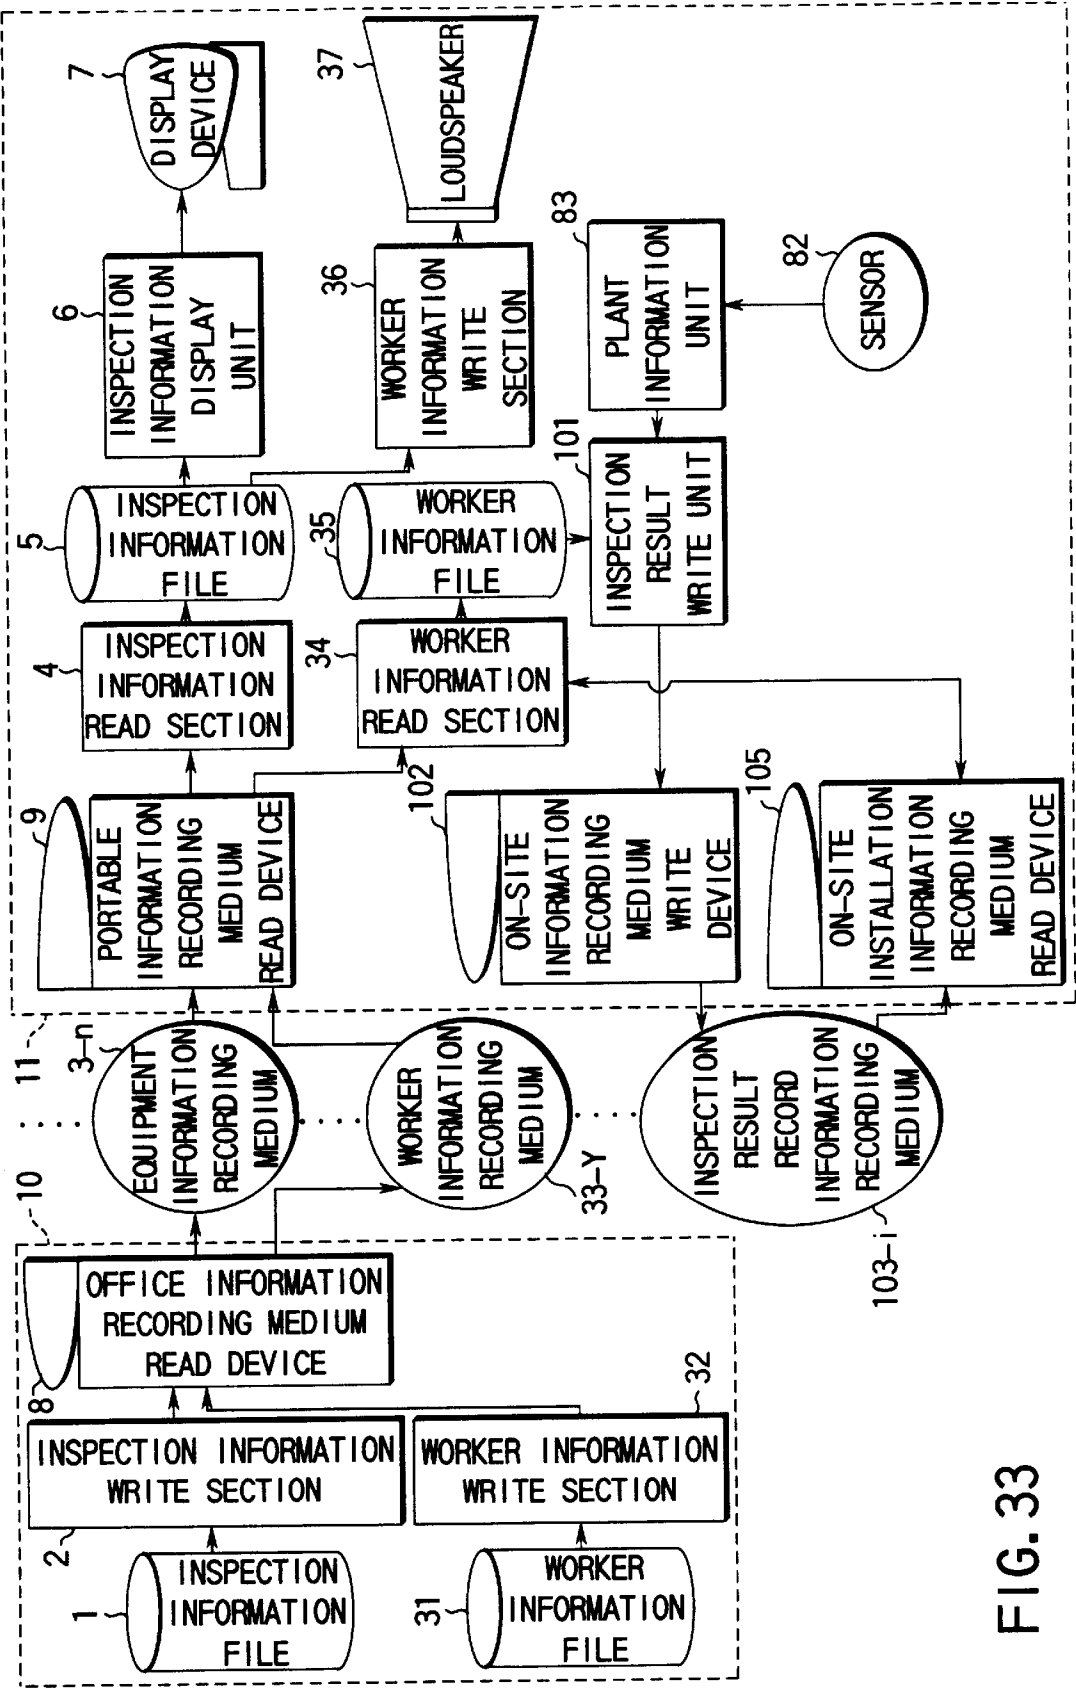 1
INSPECTION
INFORMATION
FILE
2
INSPECTION INFORMATION
WRITE SECTION
31
WORKER
INFORMATION
FILE
32
WORKER INFORMATION
WRITE SECTION
8
OFFICE INFORMATION
RECORDING MEDIUM
READ DEVICE
10
3-n
EQUIPMENT
INFORMATION
RECORDING
MEDIUM
33-Y
WORKER
INFORMATION
RECORDING
MEDIUM
103-i
INSPECTION
RESULT
RECORD
INFORMATION
RECORDING
MEDIUM
11
9
PORTABLE
INFORMATION
RECORDING
MEDIUM
READ DEVICE
102
ON-SITE
INFORMATION
RECORDING
MEDIUM
WRITE
DEVICE
105
ON-SITE
INSTALLATION
INFORMATION
RECORDING
MEDIUM
READ DEVICE
4
INSPECTION
INFORMATION
READ SECTION
34
WORKER
INFORMATION
READ SECTION
5
INSPECTION
INFORMATION
FILE
35
WORKER
INFORMATION
FILE
101
INSPECTION
RESULT
WRITE UNIT
6
INSPECTION
INFORMATION
DISPLAY
UNIT
36
WORKER
INFORMATION
WRITE
SECTION
83
PLANT
INFORMATION
UNIT
82
SENSOR
7
DISPLAY
DEVICE
37
LOUDSPEAKER
FIG. 33